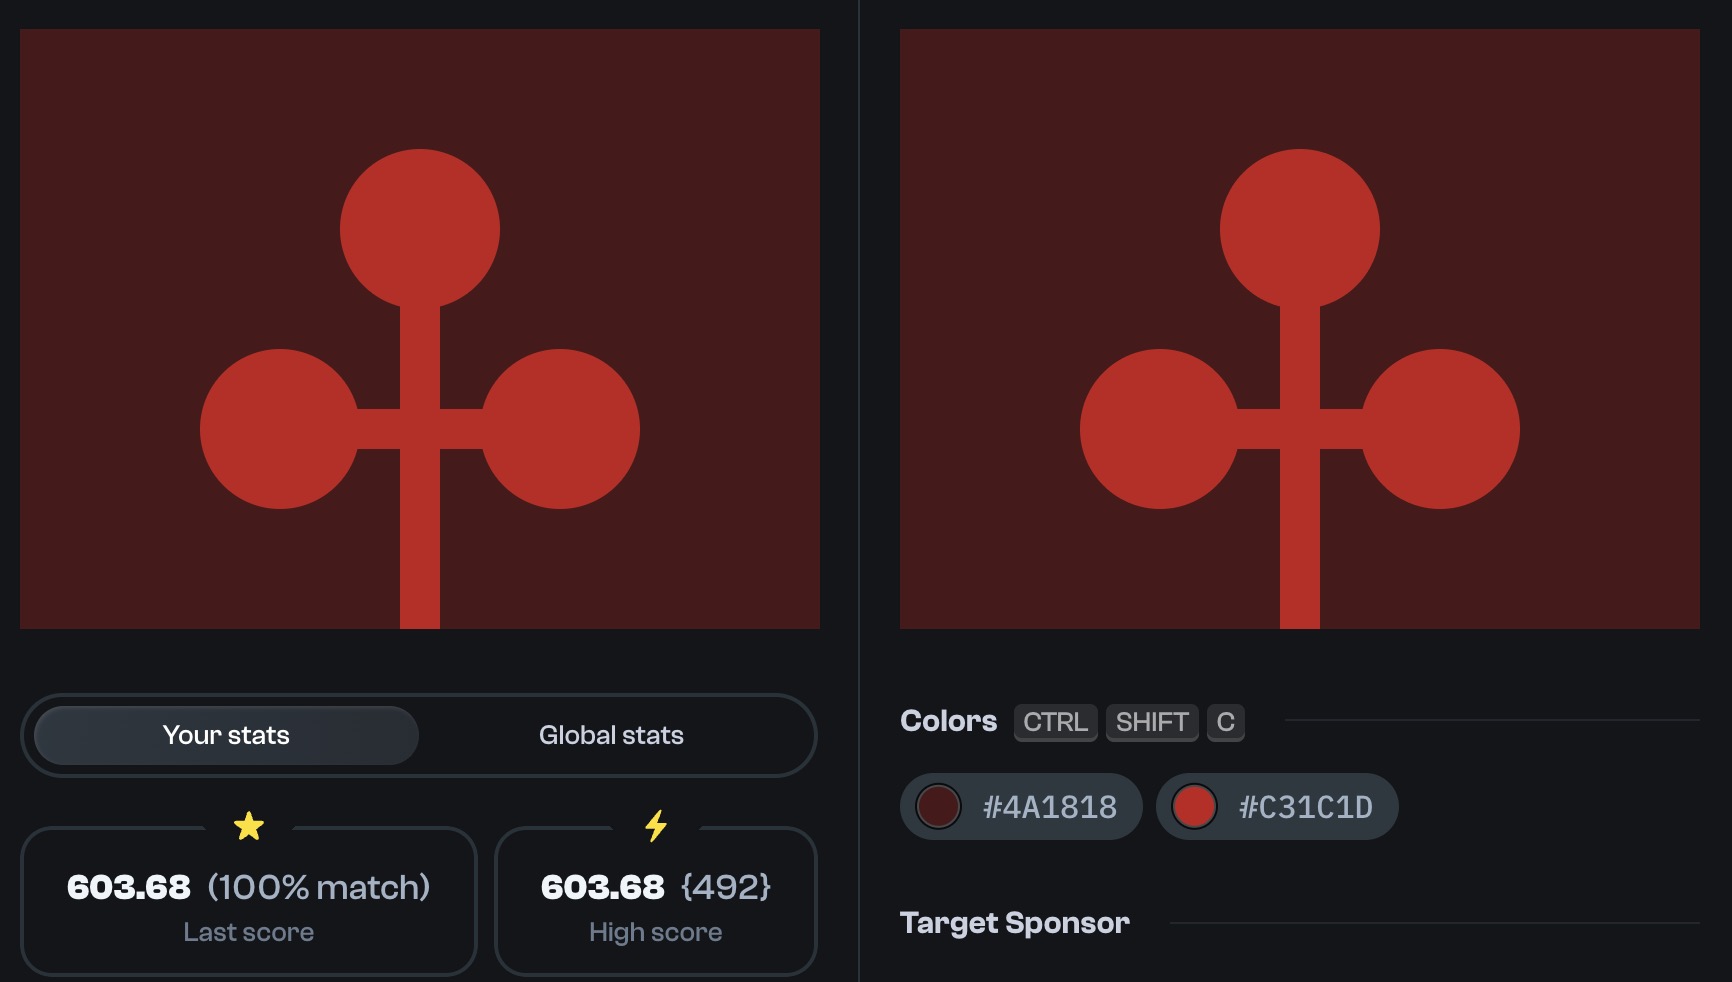 Your stats
Global stats
603.68 (100% match)
Last score
603.68 {492}
High score
Colors CTRL SHIFT C
#4A1818
#C31C1D
Target Sponsor